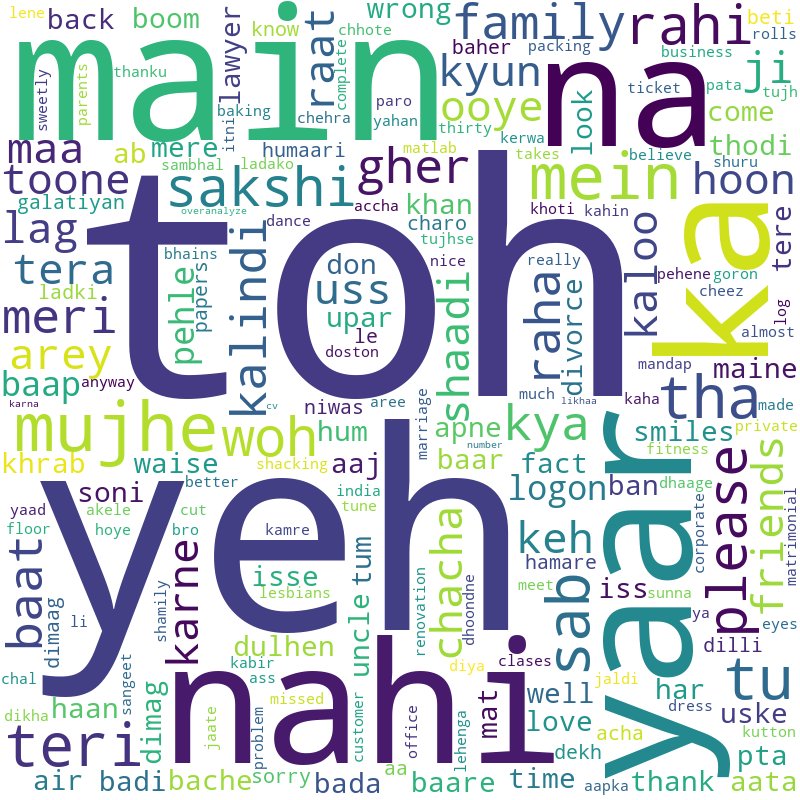 lene
back
boom
wrong
know
thanku
sweetly
parents
main
itni
lawyer
baking
raat
complete
chehra
paro
yahan
family
baher
packing
kyun
ooye
thirty
kerwa
matlab
takes
na
rahi
beti
rolls
business
ji
pata
tujh
ticket
look
come
believe
thodi
shuru
maa
ab
mere
humaari
sambhal
ladako
toone
galatiyan
overanalyze
sakshi
gher
accha
khan
mein
hoon
khoti
kahin
lag
dance
charo
tujhse
tere
tera
bhains
ladki
pehle
papers
kalindi
don
uss
upar
le
doston
nice
really
raha
divorce
kaloo
pehene
goron
cheez
log
almost
ka
toh
meri
arey
baap
anyway
shaadi
mandap
maine
karna
cv
niwas
aree
much
likhaa
kaha
made
tha
mujhe
woh
hum
marriage
apne
number
kya
smiles
private
khrab
waise
shacking
aaj
baar
fact
logon
ban
fitness
dhaage
friends
soni
better
india
tune
yaad
akele
cut
floor
hoye
bro
kamre
chacha
keh
hamare
corporate
please
matrimonial
baat
dimaag
li
shamily
karne
isse
lesbians
uncle
tum
renovation
dhoondne
meet
sab
iss
sunna
ya
eyes
yeh
yaar
dulhen
kabir
diya
clases
dilli
chal
sangeet
ass
jaldi
tu
dikha
haan
dimag
jaate
missed
customer
office
lehenga
mat
nahi
well
love
acha
har
dress
uske
kutton
teri
problem
dekh
pta
air
badi
bache
sorry
bada
aa
baare
time
aapka
thank
aata